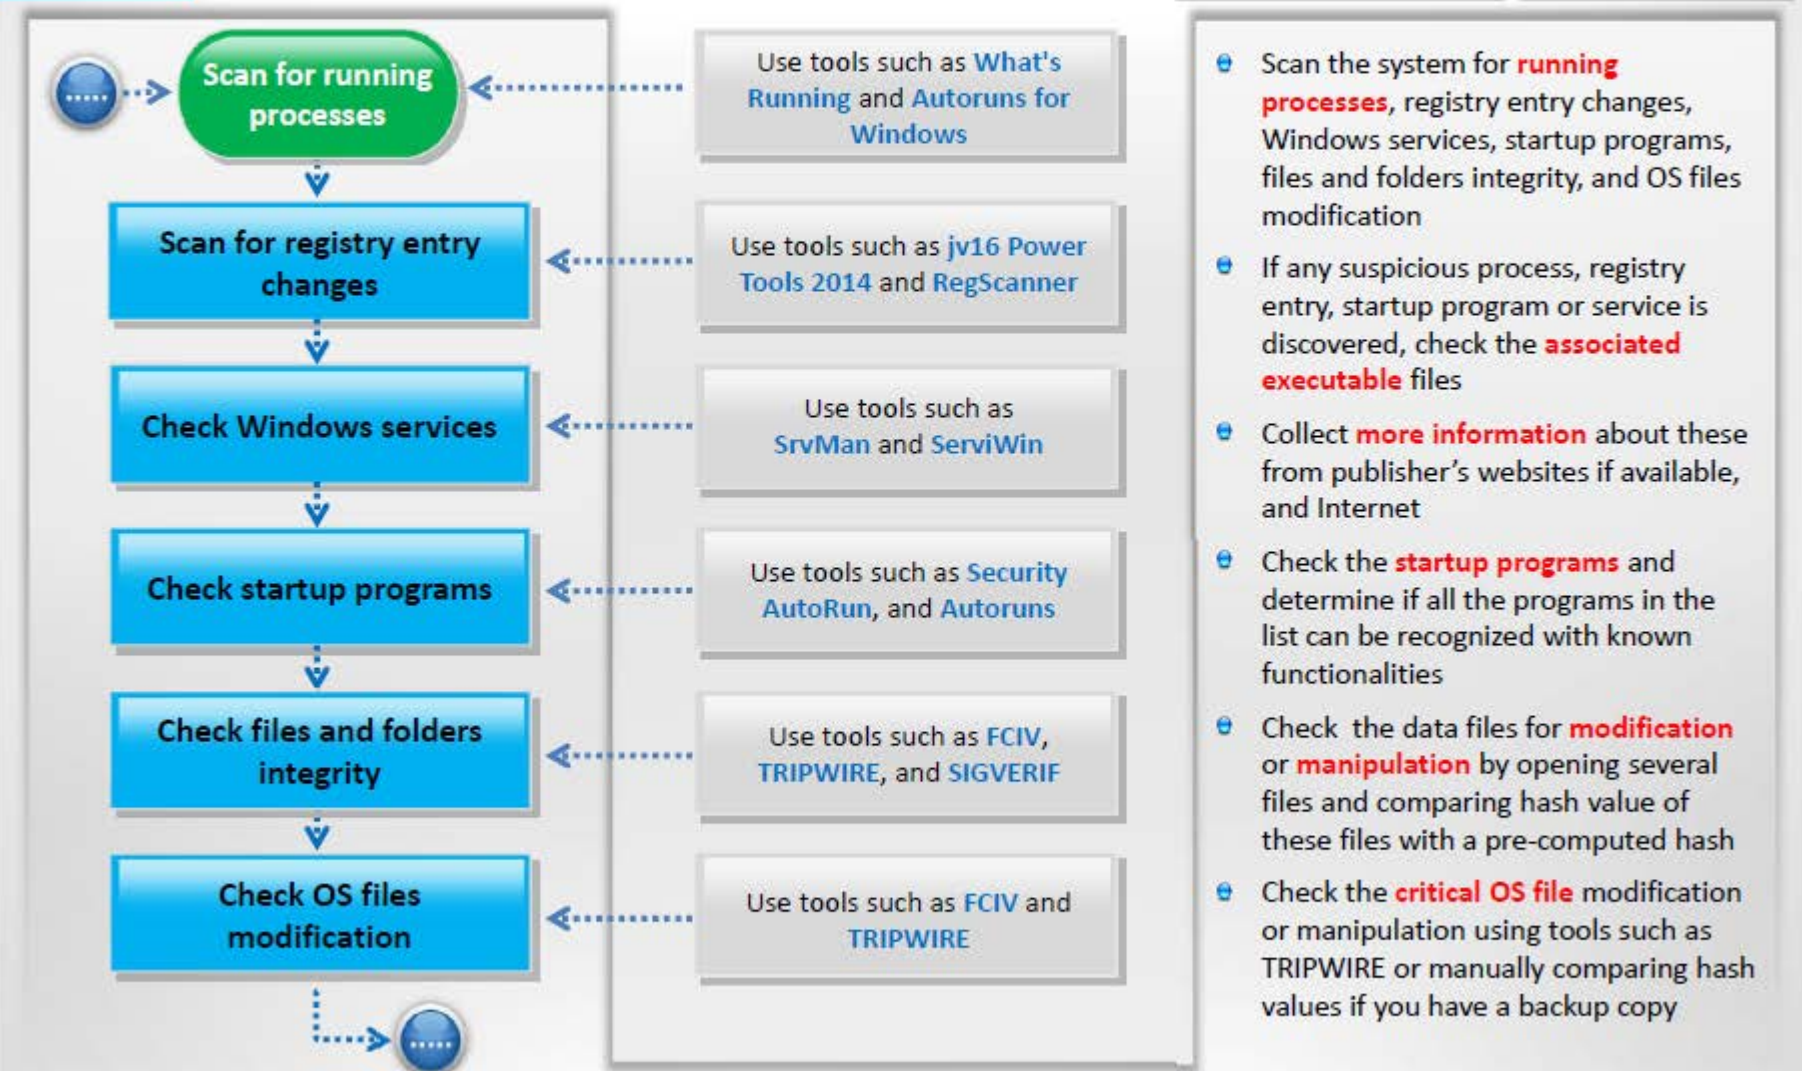 Scan for running
processes
Use tools such as What's
Running and Autoruns for
Windows
Scan for registry entry
changes
Use tools such as jv16 Power
Tools 2014 and RegScanner
Check Windows services
Use tools such as
SrvMan and ServiWin
Check startup programs
Use tools such as Security
AutoRun, and Autoruns
Check files and folders
integrity
Use tools such as FCIV,
TRIPWIRE, and SIGVERIF
Check OS files
modification
Use tools such as FCIV and
TRIPWIRE
Scan the system for running
processes, registry entry changes,
Windows services, startup programs,
files and folders integrity, and OS files
modification
If any suspicious process, registry
entry, startup program or service is
discovered, check the associated
executable files
Collect more information about these
from publisher’s websites if available,
and Internet
Check the startup programs and
determine if all the programs in the
list can be recognized with known
functionalities
Check the data files for modification
or manipulation by opening several
files and comparing hash value of
these files with a pre-computed hash
Check the critical OS file modification
or manipulation using tools such as
TRIPWIRE or manually comparing hash
values if you have a backup copy